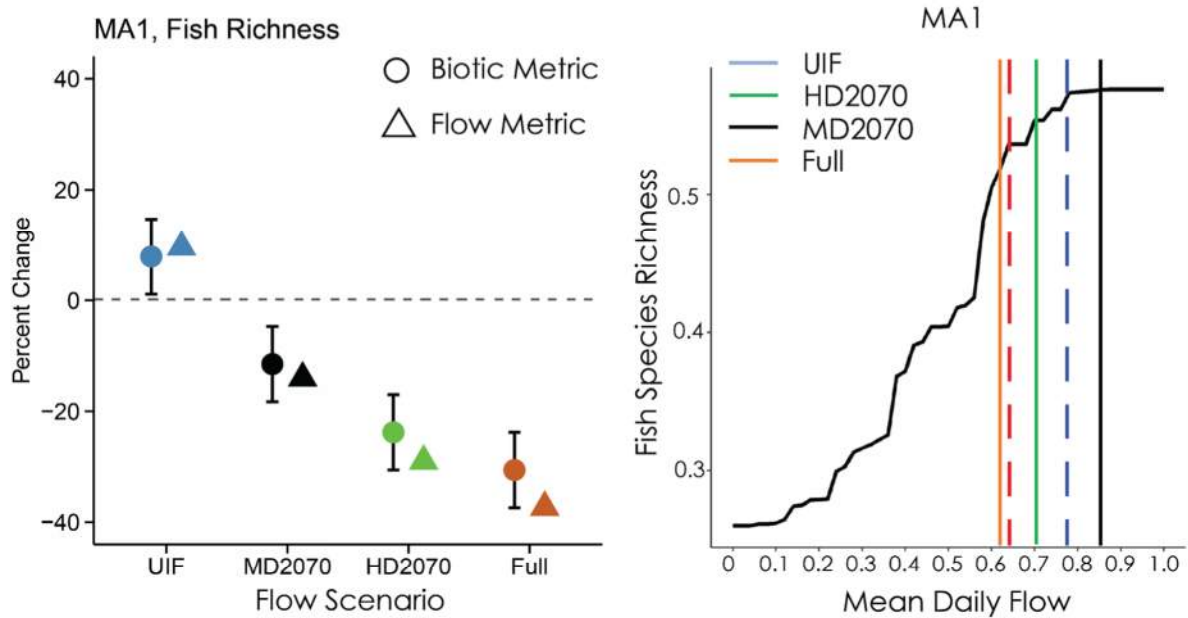 MA1, Fish Richness
Biotic Metric
Flow Metric
Percent Change
40
20
0
−20
−40
UIF
MD2070
HD2070
Full
Flow Scenario
MA1
UIF
HD2070
MD2070
Full
Fish Species Richness
0.5
0.4
0.3
0 0.1 0.2 0.3 0.4 0.5 0.6 0.7 0.8 0.9 1.0
Mean Daily Flow